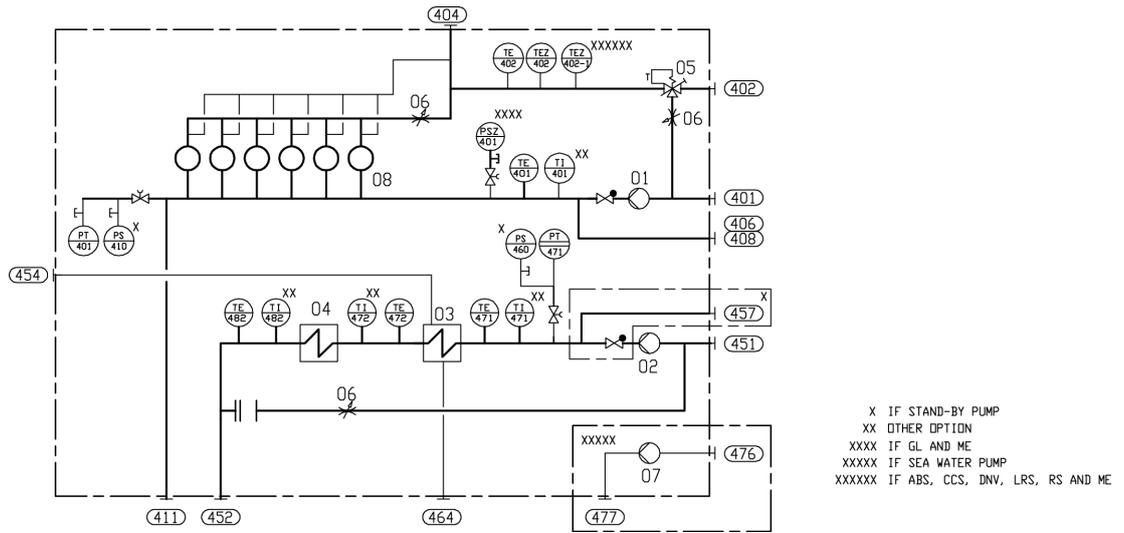 404
TE 402
TEZ 402
TEZ 402-1
XXXXXX
05
T
402
06
XXXX
06
PSZ 401
TE 401
TI 401
XX
08
01
401
PT 401
PS 410
X
406
408
X
PS 460
PT 471
454
X
TE 482
TI 482
XX
04
TI 472
XX
TE 472
03
TE 471
TI 471
XX
457
451
02
06
X IF STAND-BY PUMP
XX OTHER OPTION
XXXX IF GL AND ME
XXXXX IF SEA WATER PUMP
XXXXXX IF ABS, CCS, DNV, LRS, RS AND ME
XXXXX
476
07
411
452
464
477